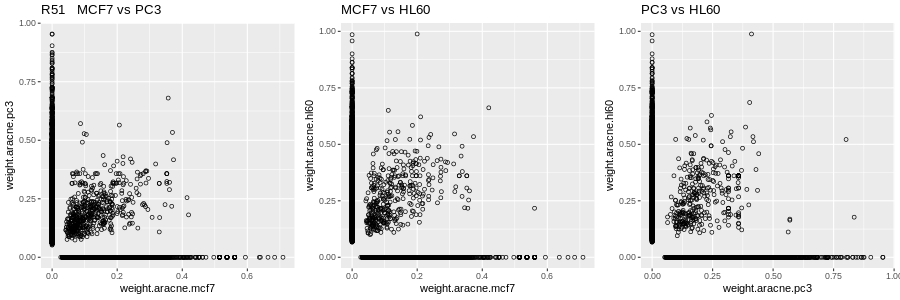 R51   MCF7 vs PC3
1.00
0.75
0.50
0.25
0.00
weight.aracne.pc3
0.0 0.2 0.4 0.6
weight.aracne.mcf7
MCF7 vs HL60
1.00
0.75
0.50
0.25
0.00
weight.aracne.hl60
0.0 0.2 0.4 0.6
weight.aracne.mcf7
PC3 vs HL60
1.00
0.75
0.50
0.25
0.00
weight.aracne.hl60
0.00 0.25 0.50 0.75 1.00
weight.aracne.pc3